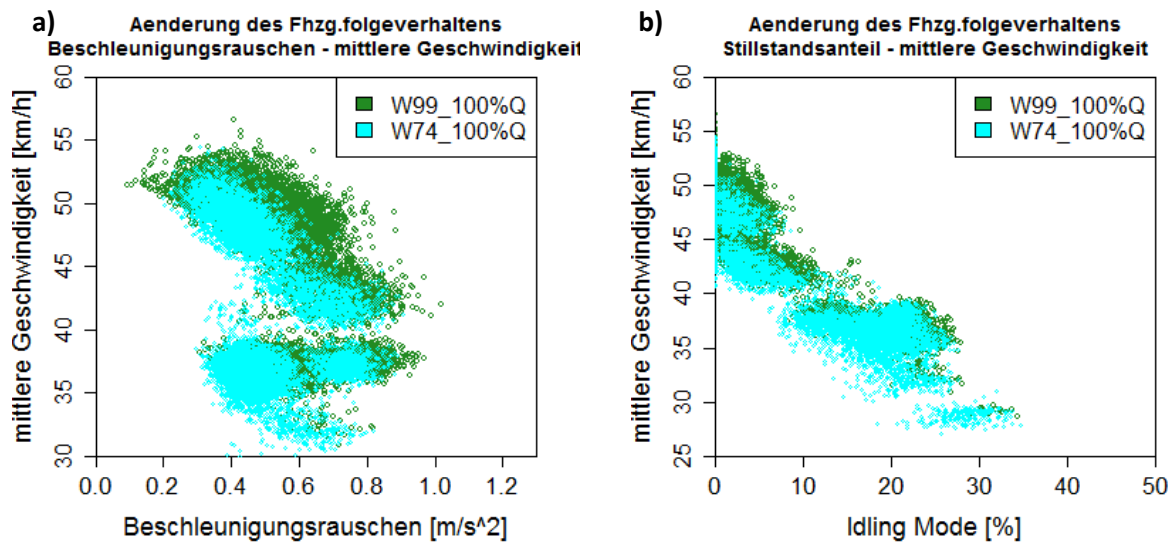 a)
Aenderung des Fhzg.folgeverhaltens
Beschleunigungsrauschen - mittlere Geschwindigkeit
mittlere Geschwindigkeit [km/h]
60
55
50
45
40
35
30
W99_100%Q
W74_100%Q
0.0 0.2 0.4 0.6 0.8 1.0 1.2
Beschleunigungsrauschen [m/s^2]
b)
Aenderung des Fhzg.folgeverhaltens
Stillstandsanteil - mittlere Geschwindigkeit
mittlere Geschwindigkeit [km/h]
60
55
50
45
40
35
30
25
W99_100%Q
W74_100%Q
0 10 20 30 40 50
Idling Mode [%]